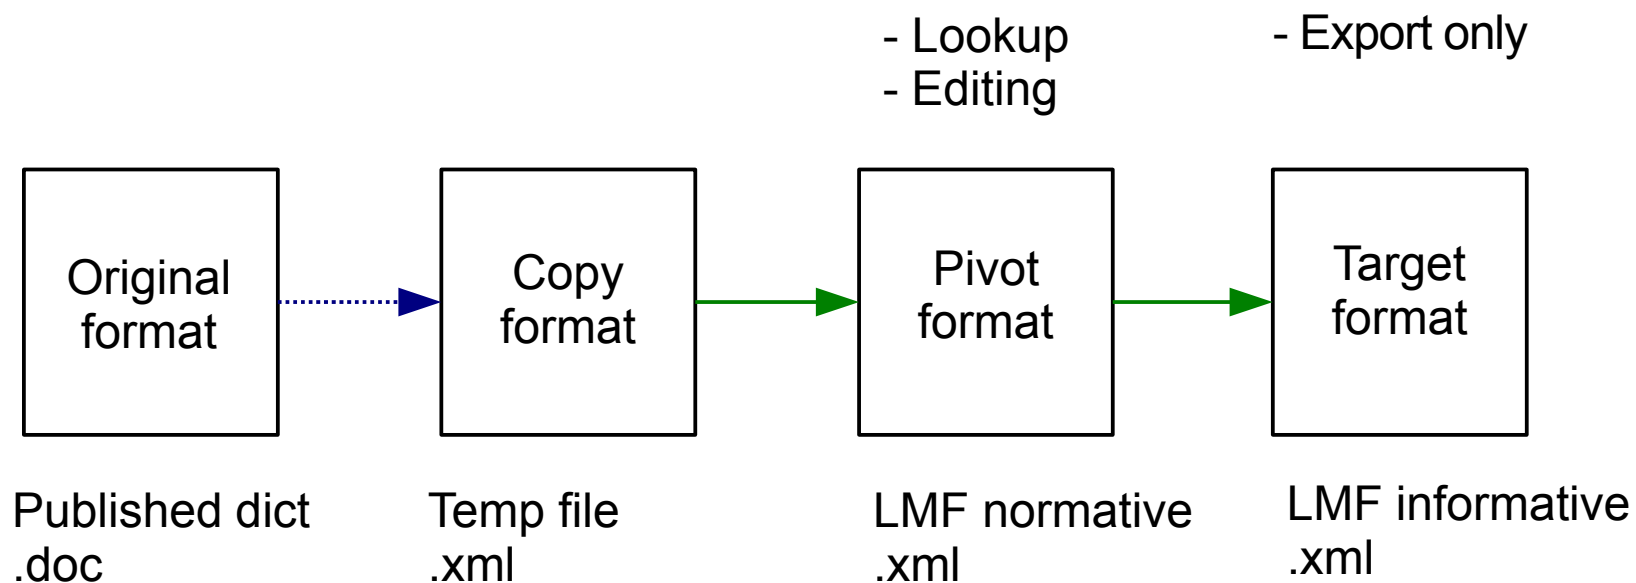 - Lookup
- Editing
- Export only
Original
format
Copy
format
Pivot
format
Target
format
Published dict
.doc
Temp file
.xml
LMF normative
.xml
LMF informative
.xml